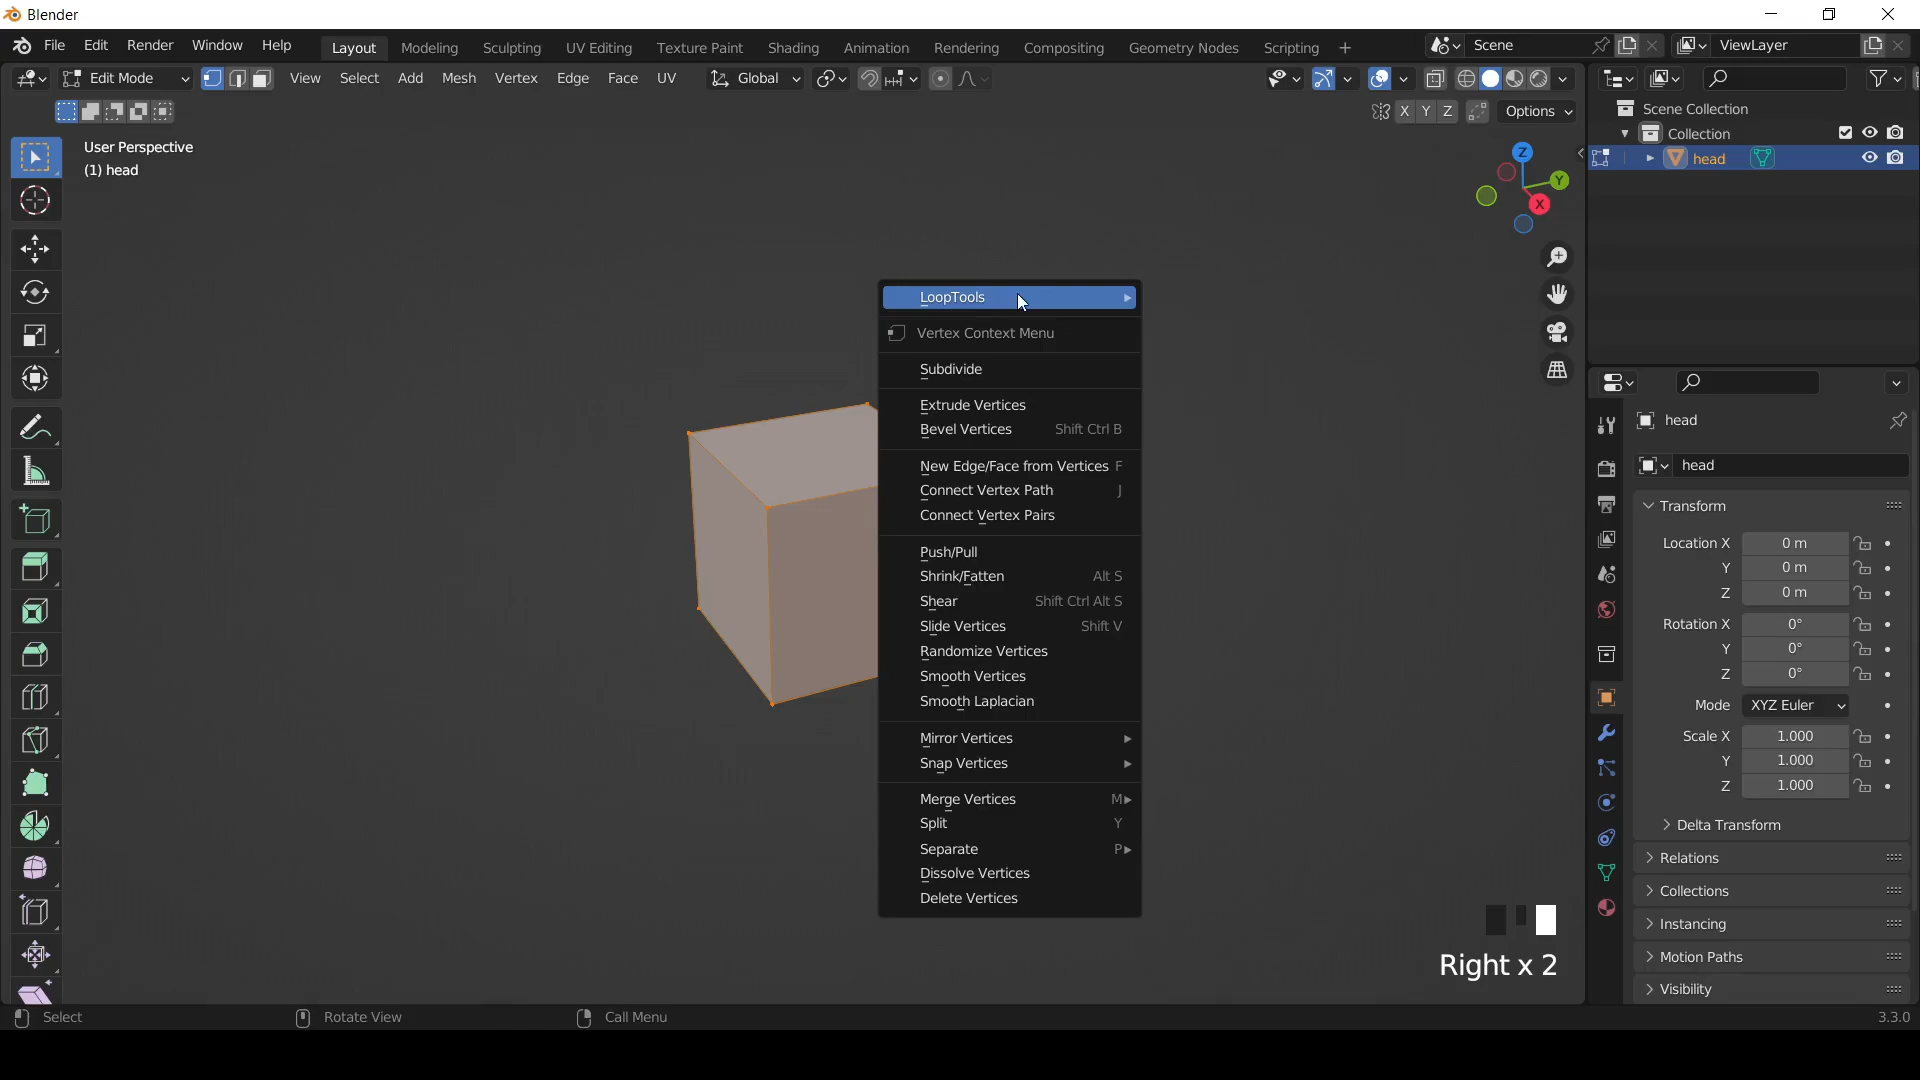 Blender
File Edit Render Window Help Layout Modeling Sculpting UV Editing Texture Paint Shading Animation Rendering Compositing Geometry Nodes Scripting + Scene ViewLayer
Edit Mode View Select Add Mesh Vertex Edge Face UV Global
X Y Z Options
User Perspective
(1) head
Z
Y
X
LoopTools
Vertex Context Menu
Subdivide
Extrude Vertices
Bevel Vertices Shift Ctrl B
New Edge/Face from Vertices F
Connect Vertex Path J
Connect Vertex Pairs
Push/Pull
Shrink/Fatten Alt S
Shear Shift Ctrl Alt S
Slide Vertices Shift V
Randomize Vertices
Smooth Vertices
Smooth Laplacian
Mirror Vertices
Snap Vertices
Merge Vertices M
Split Y
Separate P
Dissolve Vertices
Delete Vertices
Right x 2
Scene Collection
Collection
head
head
head
Transform
Location X 0 m
Y 0 m
Z 0 m
Rotation X 0°
Y 0°
Z 0°
Mode XYZ Euler
Scale X 1.000
Y 1.000
Z 1.000
Delta Transform
Relations
Collections
Instancing
Motion Paths
Visibility
Select Rotate View Call Menu 3.3.0